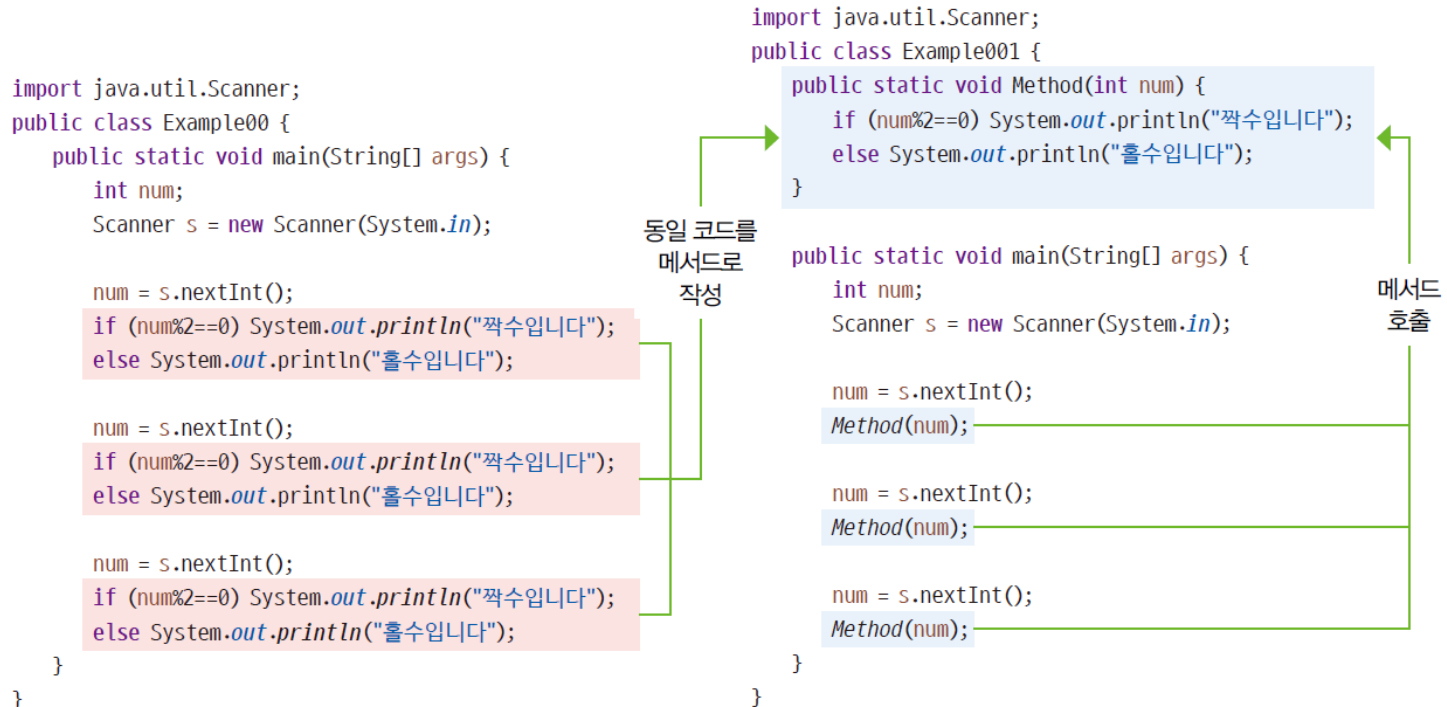 import java.util.Scanner;
public class Example00 {
public static void main(String[] args) {
int num;
Scanner s = new Scanner(System.in);
num = s.nextInt();
if (num%2==0) System.out.println("짝수입니다");
else System.out.println("홀수입니다");
num = s.nextInt();
if (num%2==0) System.out.println("짝수입니다");
else System.out.println("홀수입니다");
num = s.nextInt();
if (num%2==0) System.out.println("짝수입니다");
else System.out.println("홀수입니다");
}
}
동일 코드를
메서드로
작성
import java.util.Scanner;
public class Example001 {
public static void Method(int num) {
if (num%2==0) System.out.println("짝수입니다");
else System.out.println("홀수입니다");
}
public static void main(String[] args) {
int num;
Scanner s = new Scanner(System.in);
num = s.nextInt();
Method(num);
num = s.nextInt();
Method(num);
num = s.nextInt();
Method(num);
}
}
메서드
호출